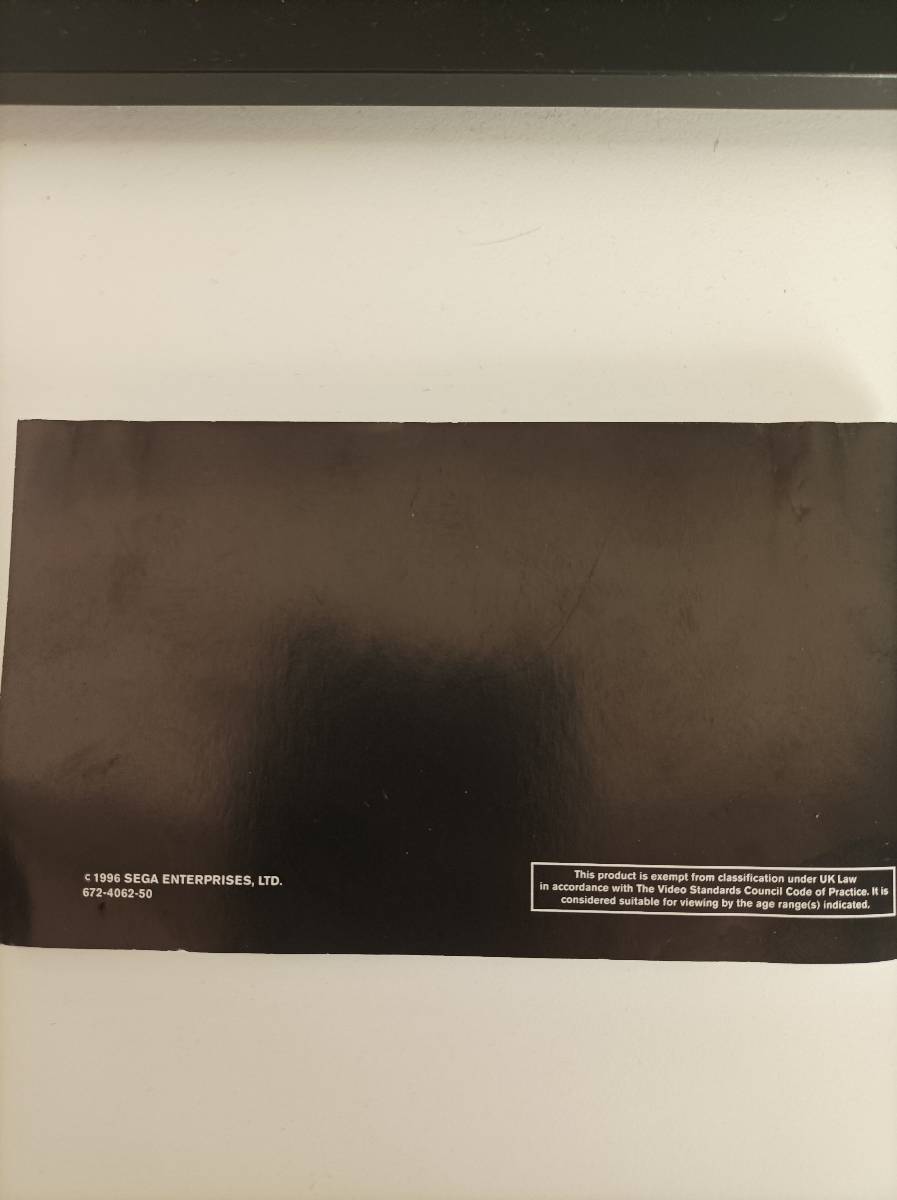 © 1996 SEGA ENTERPRISES, LTD.
672-4062-50
This product is exempt from classification under UK Law
in accordance with The Video Standards Council Code of Practice. It is
considered suitable for viewing by the age range(s) indicated.